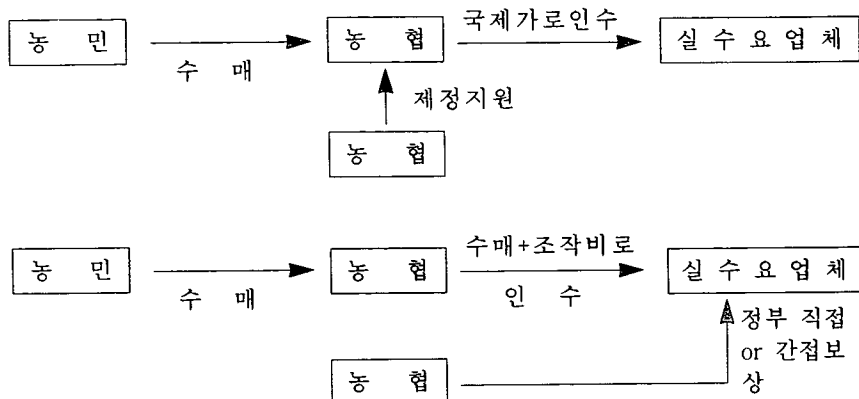 국제가로인수
농 민
농 협
실 수 요 업 체
수 매
제정지원
농 협
수매+조작비로
농 민
농 협
실 수 요 업 체
수 매
인 수
정부 직접
or 간접보
상
농 협